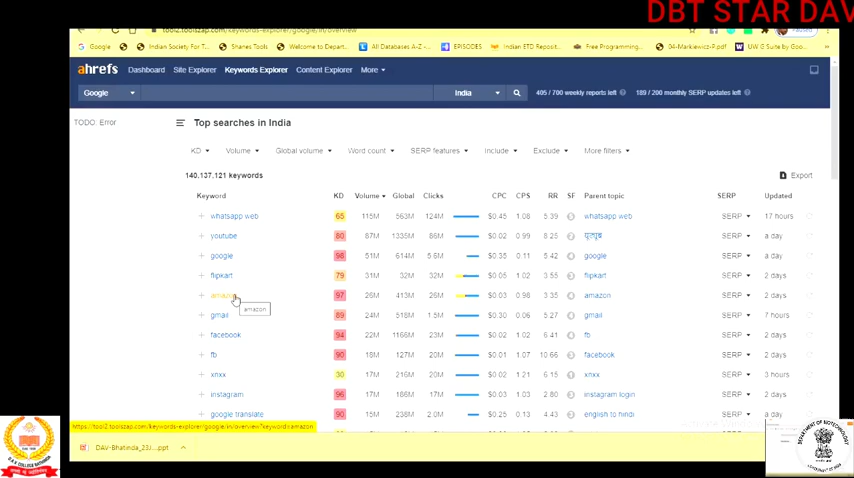 DBT STAR DAV
tool2.toolszap.com/keywords-explorer/google/in/overview
Paused
Google
Indian Society For T...
Shanes Tools
Welcome to Depart...
All Databases A-Z...
EPISODES
Indian ETD Reposit...
Free Programming...
04-Markiewicz-P.pdf
UW G Suite by Goo...
ahrefs Dashboard Site Explorer Keywords Explorer Content Explorer More
Google India 405 / 700 weekly reports left 189 / 200 monthly SERP updates left
TODO: Error
Top searches in India
KD Volume Global volume Word count SERP features Include Exclude More filters
140,137,121 keywords Export
Keyword KD Volume Global Clicks CPC CPS RR SF Parent topic SERP Updated
whatsapp web 65 115M 563M 124M $0.45 1.08 5.39 3 whatsapp web SERP 17 hours
youtube 80 87M 1335M 86M $0.02 0.99 8.25 SERP a day
google 98 51M 614M 5.6M $0.35 0.11 5.42 4 google SERP a day
flipkart 79 31M 32M 32M $0.05 1.02 3.55 3 flipkart SERP 2 days
amazon 97 26M 413M 26M $0.03 0.98 3.35 amazon SERP 2 days
amazon
gmail 89 24M 518M 1.5M $0.30 0.06 5.27 4 gmail SERP 7 hours
facebook 94 22M 1166M 23M $0.02 1.02 6.41 fb SERP 2 days
fb 90 18M 127M 20M $0.01 1.07 10.66 3 facebook SERP 2 days
xnxx 30 17M 216M 20M $0.02 1.21 6.15 3 xnxx SERP 3 hours
instagram 96 17M 186M 17M $0.03 1.03 2.80 3 instagram login SERP 2 days
google translate 90 15M 238M 2.0M $0.25 0.13 4.43 english to hindi SERP a day
https://tool2.toolszap.com/keywords-explorer/google/in/overview?keyword=amazon
DAV-Bhatinda_23J....ppt